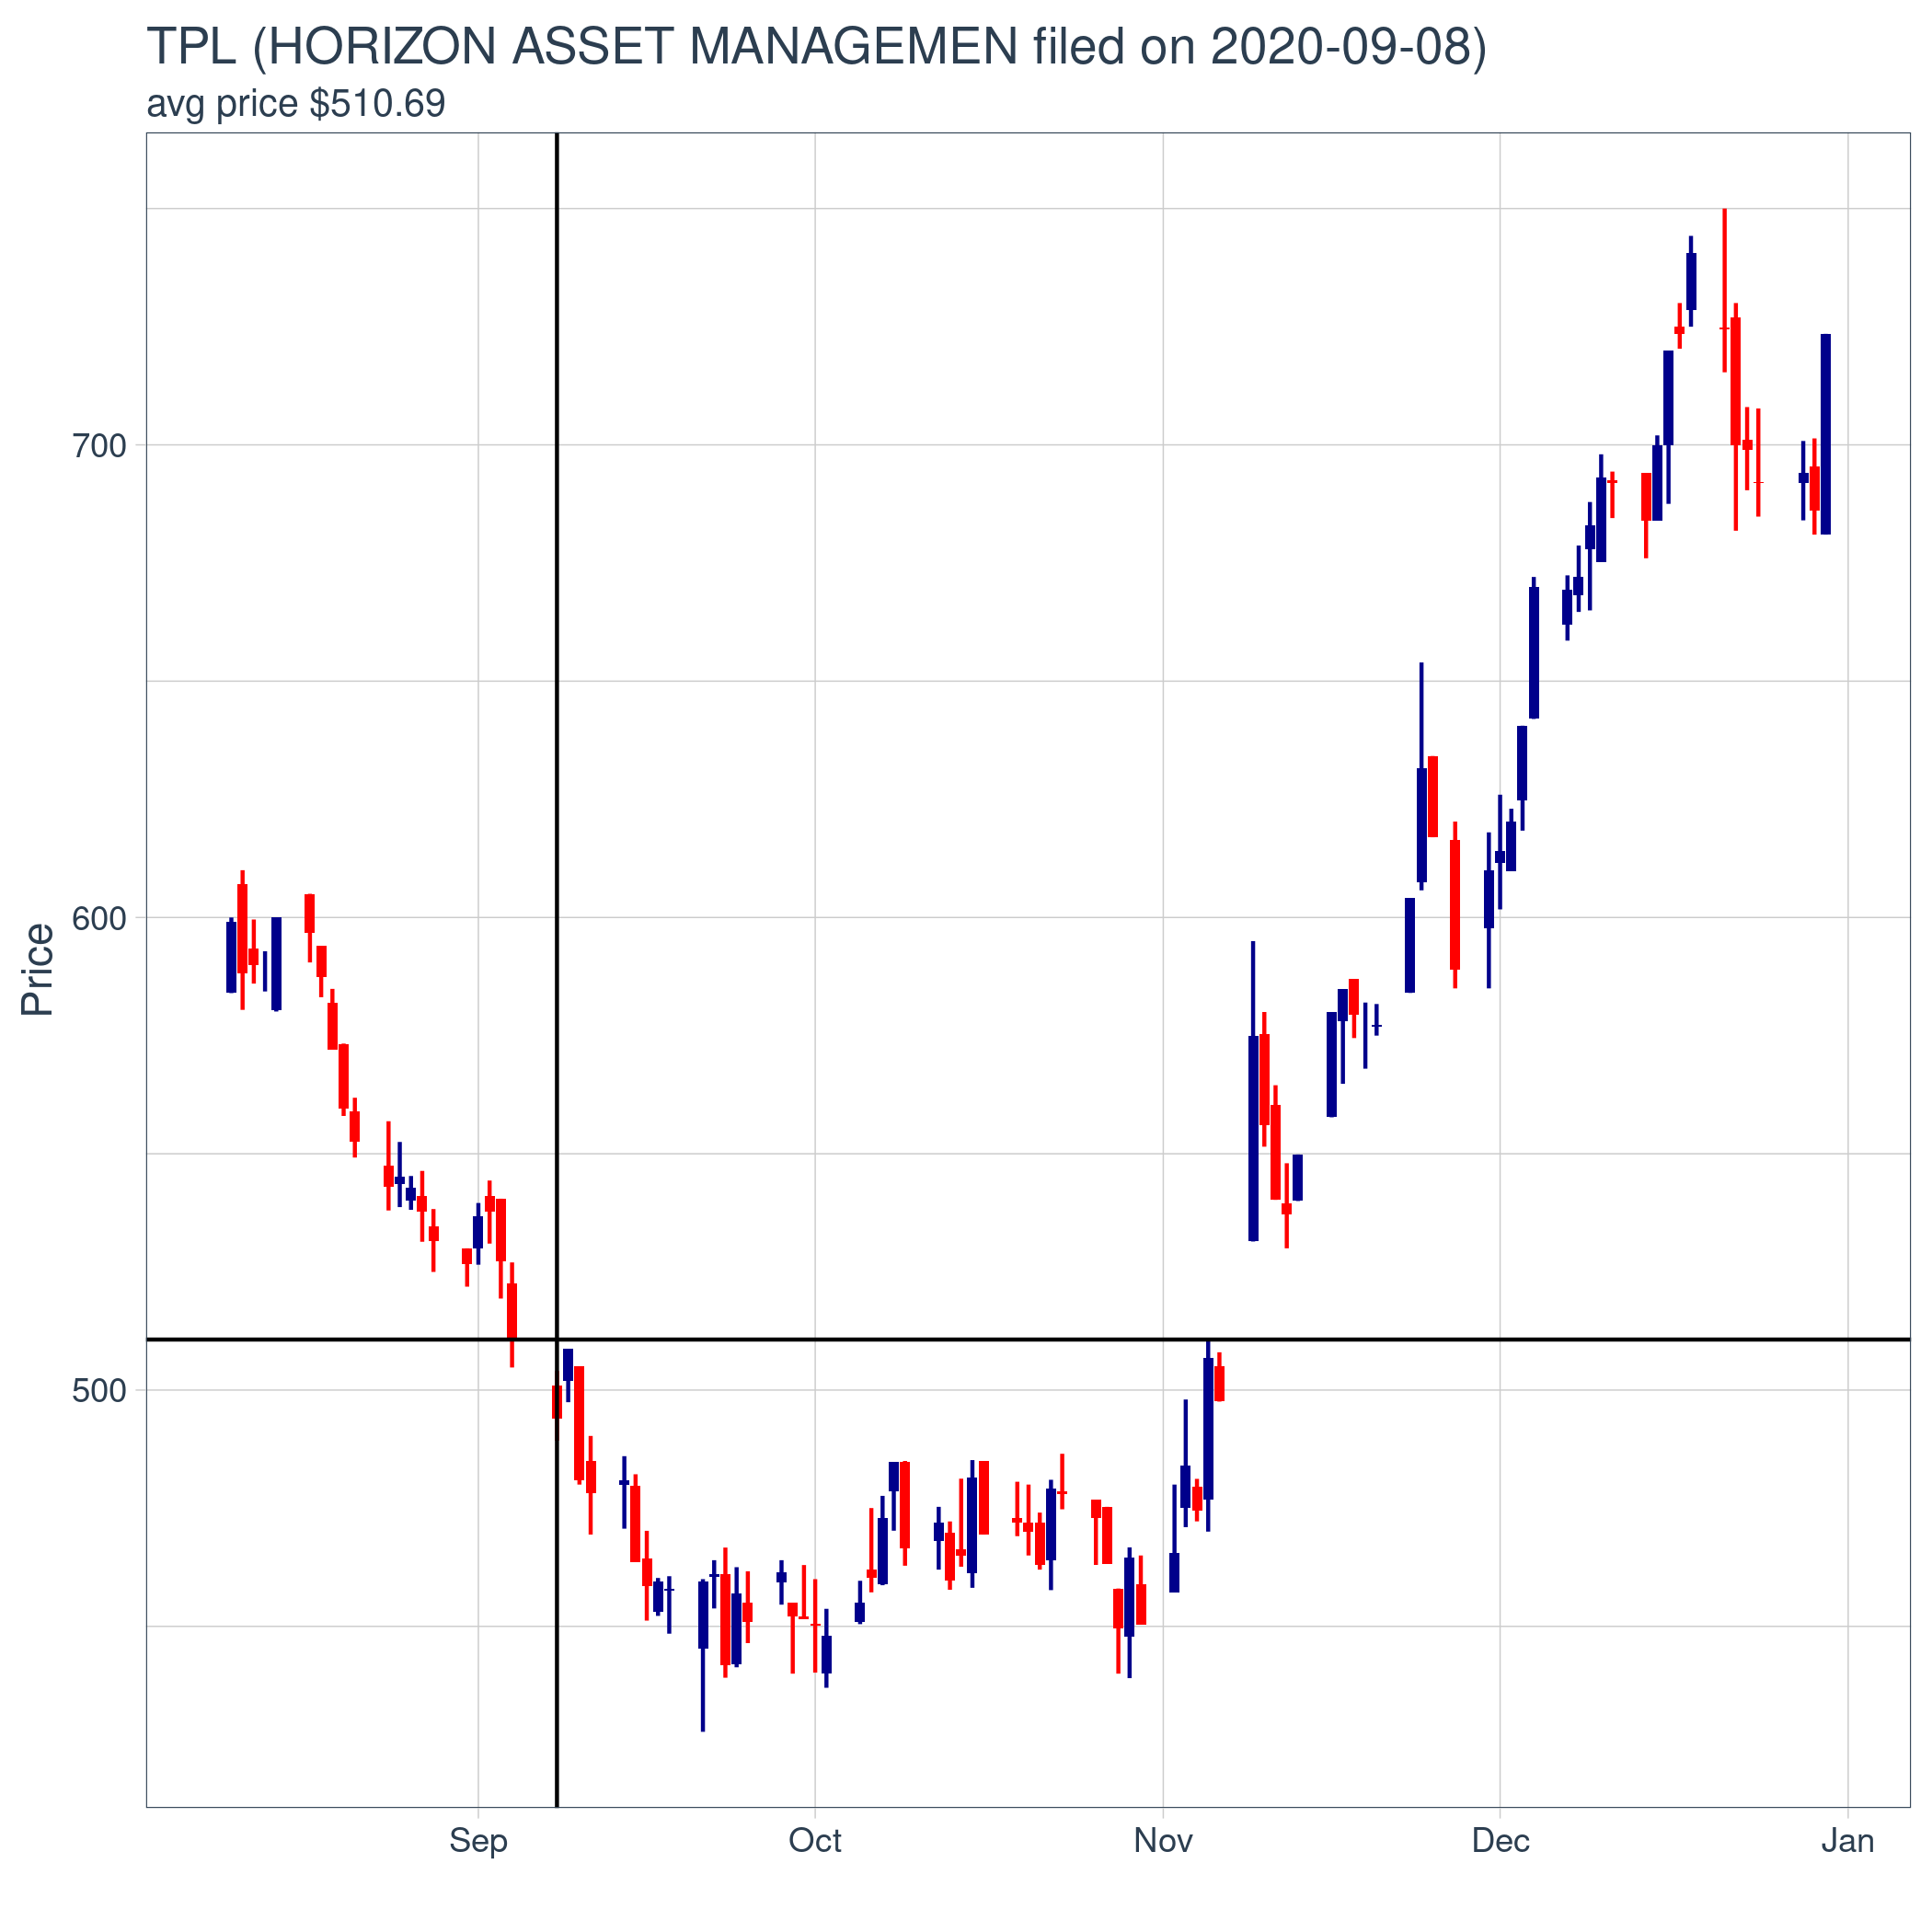 TPL (HORIZON ASSET MANAGEMEN filed on 2020-09-08)
avg price $510.69
700
600
500
Price
Sep Oct Nov Dec Jan